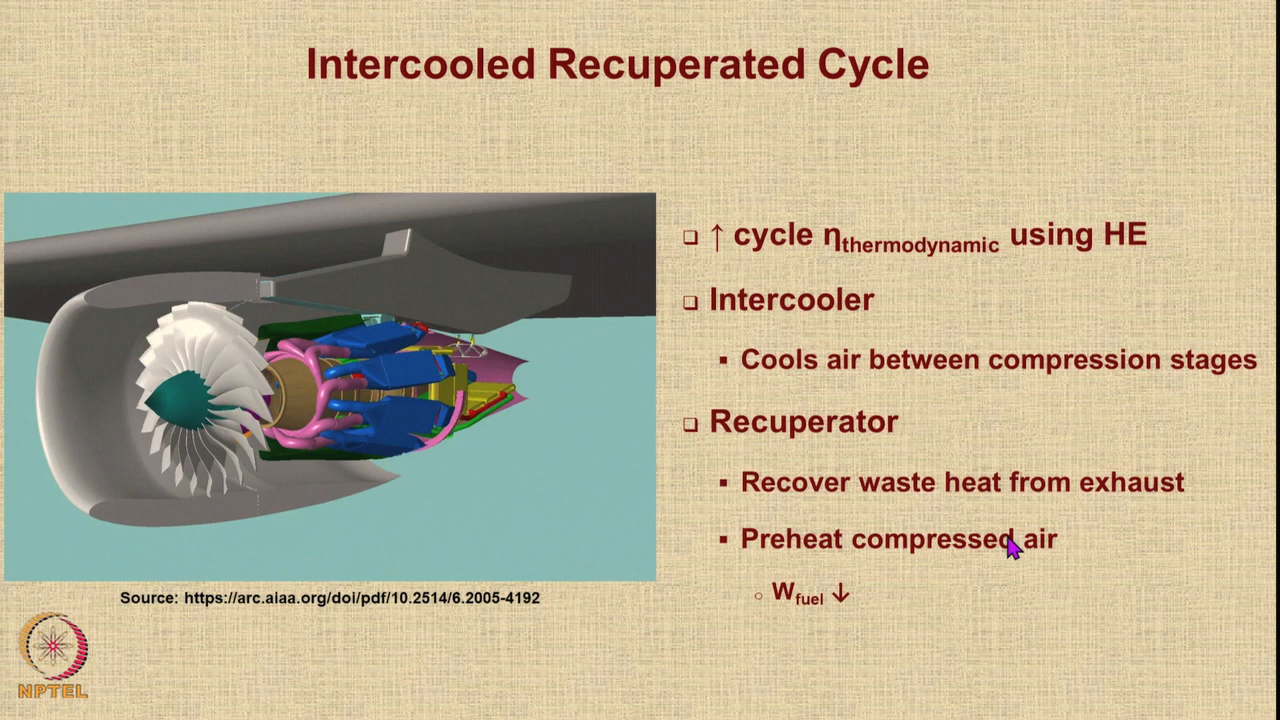 Intercooled Recuperated Cycle
↑ cycle ηthermodynamic using HE
Intercooler
Cools air between compression stages
Recuperator
Recover waste heat from exhaust
Preheat compressed air
Wfuel ↓
Source: https://arc.aiaa.org/doi/pdf/10.2514/6.2005-4192
NPTEL